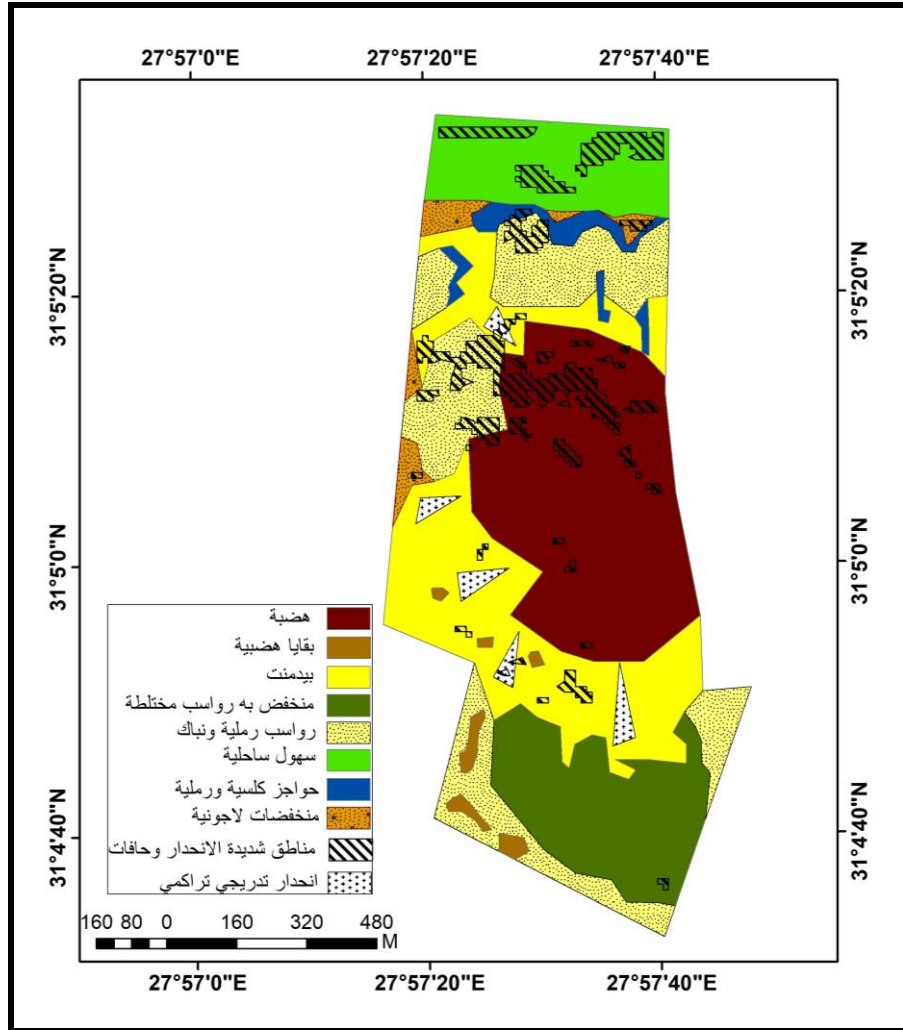 27°57'0"E 27°57'20"E 27°57'40"E
31°5'20"N 31°5'20"N
31°5'0"N 31°5'0"N
هضبة
بقايا هضبية
بيدمنت
منخفض به رواسب مختلطة
رواسب رملية ونباك
سهول ساحلية
حواجز كلسية ورملية
منخفضات لاجونية
مناطق شديدة الانحدار وحافات
انحدار تدريجي تراكمي
31°4'40"N 31°4'40"N
160 80 0 160 320 480
M
27°57'0"E 27°57'20"E 27°57'40"E